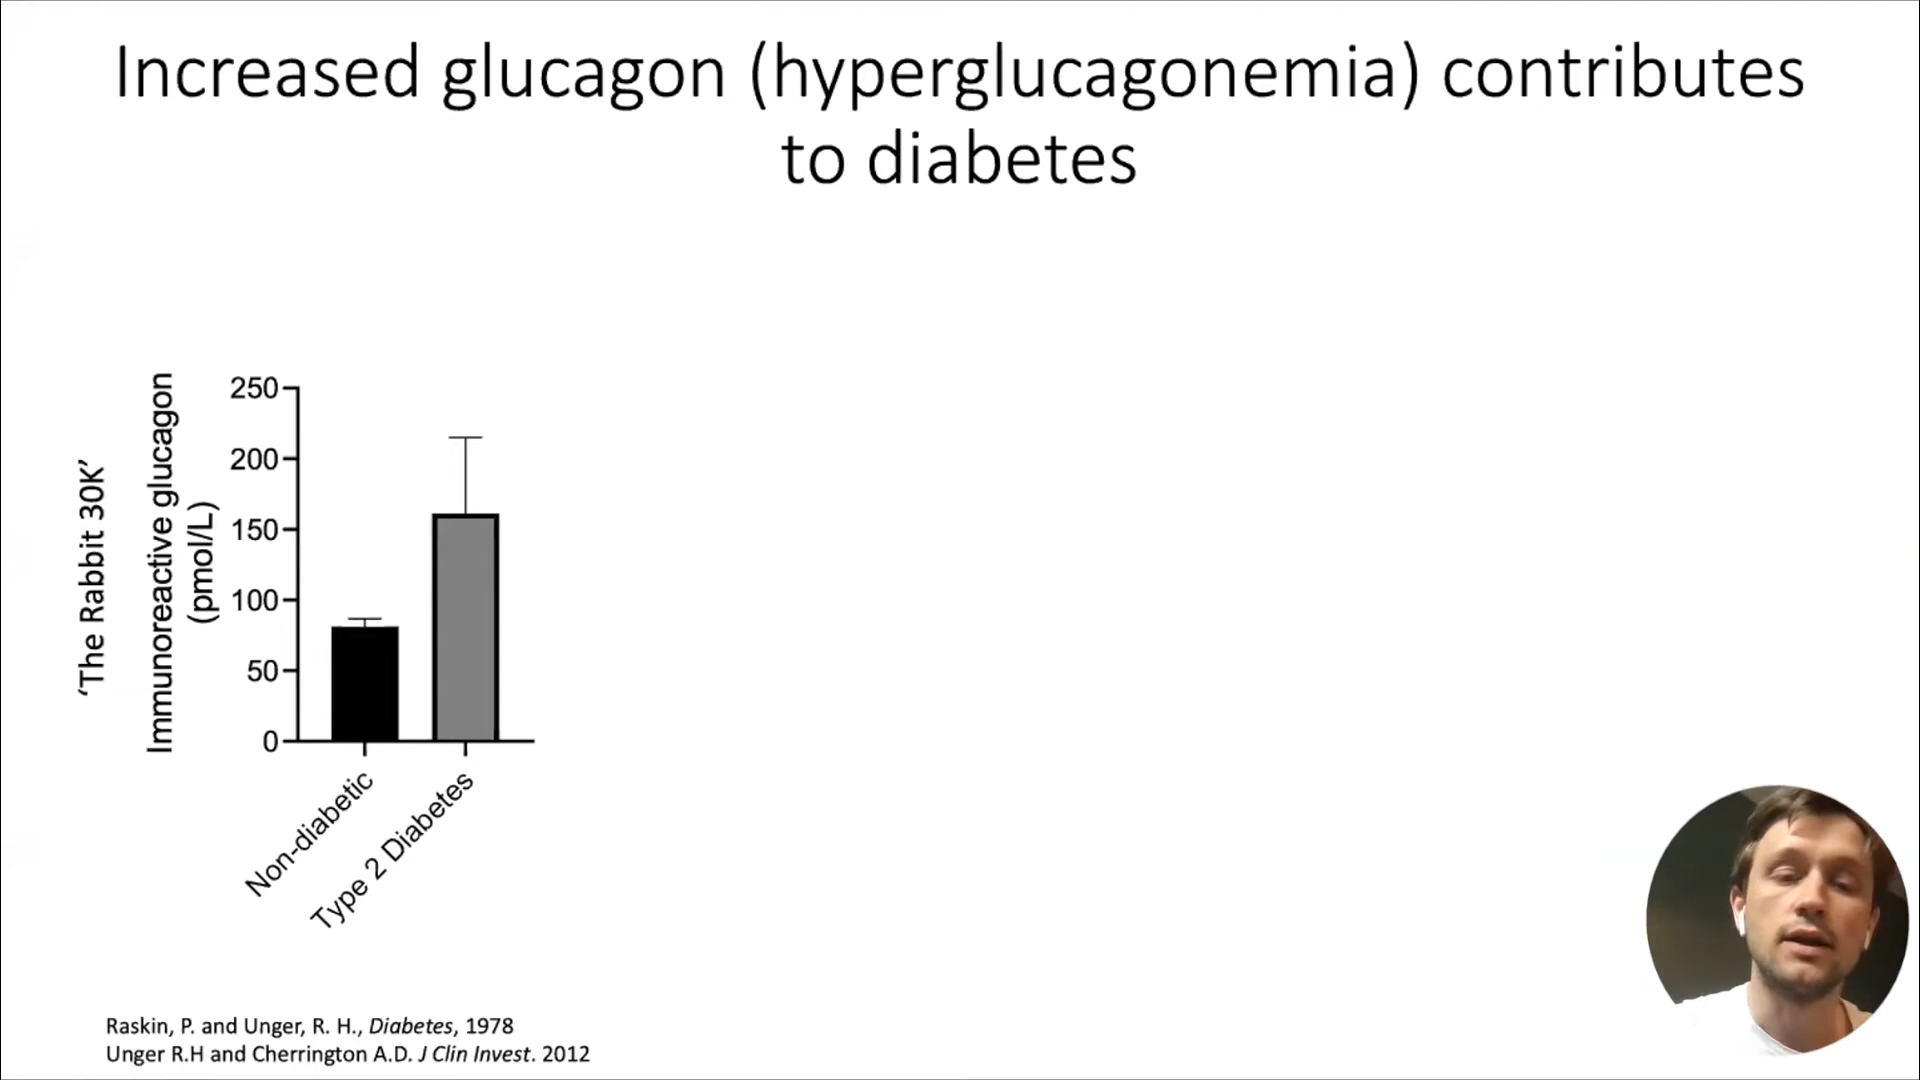 Increased glucagon (hyperglucagonemia) contributes
to diabetes
‘The Rabbit 30K’
Immunoreactive glucagon
(pmol/L)
250
200
150
100
50
0
Non-diabetic
Type 2 Diabetes
Raskin, P. and Unger, R. H., Diabetes, 1978
Unger R.H and Cherrington A.D. J Clin Invest. 2012